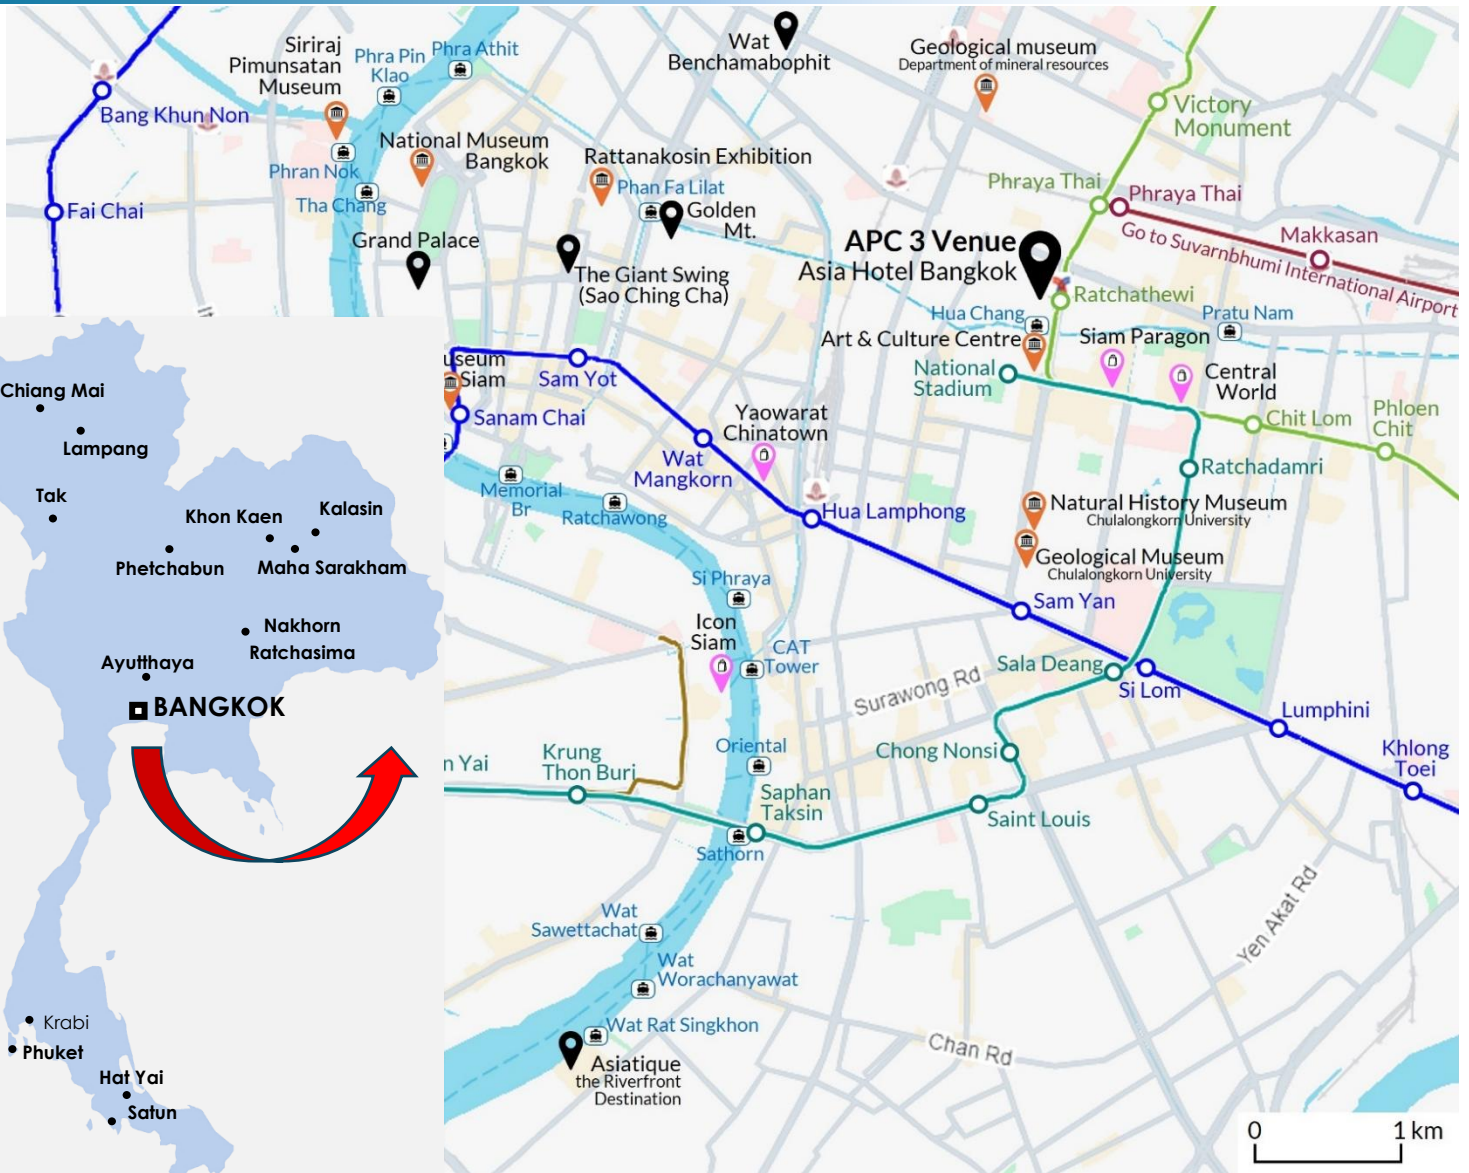 Siriraj
Pimunsatan
Museum
Phra Pin
Klao
Phra Athit
Wat
Benchamabophit
Geological museum
Department of mineral resources
Bang Khun Non
Victory
Monument
National Museum
Bangkok
Rattanakosin Exhibition
Phran Nok
Tha Chang
Phan Fa Lilat
Golden
Mt.
Phraya Thai
Phraya Thai
Fai Chai
Grand Palace
The Giant Swing
(Sao Ching Cha)
APC 3 Venue
Asia Hotel Bangkok
Makkasan
Go to Suvarnbhumi International Airport
Ratchathewi
Hua Chang
Pratu Nam
Art & Culture Centre
Siam Paragon
useum
Siam
Sam Yot
National
Stadium
Central
World
Sanam Chai
Yaowarat
Chinatown
Chit Lom
Phloen
Chit
Wat
Mangkorn
Ratchadamri
Memorial
Br
Ratchawong
Hua Lamphong
Natural History Museum
Chulalongkorn University
Geological Museum
Chulalongkorn University
Si Phraya
Sam Yan
Icon
Siam
CAT
Tower
Sala Deang
Si Lom
Surawong Rd
Lumphini
Oriental
Chong Nonsi
Khlong
Toei
n Yai
Krung
Thon Buri
Saphan
Taksin
Saint Louis
Sathorn
Wat
Sawettachat
Wat
Worachanyawat
Yen Akat Rd
Wat Rat Singkhon
Asiatique
the Riverfront
Destination
Chan Rd
0 1 km
Chiang Mai
Lampang
Tak
Khon Kaen
Kalasin
Phetchabun
Maha Sarakham
Nakhorn
Ratchasima
Ayutthaya
BANGKOK
Krabi
Phuket
Hat Yai
Satun